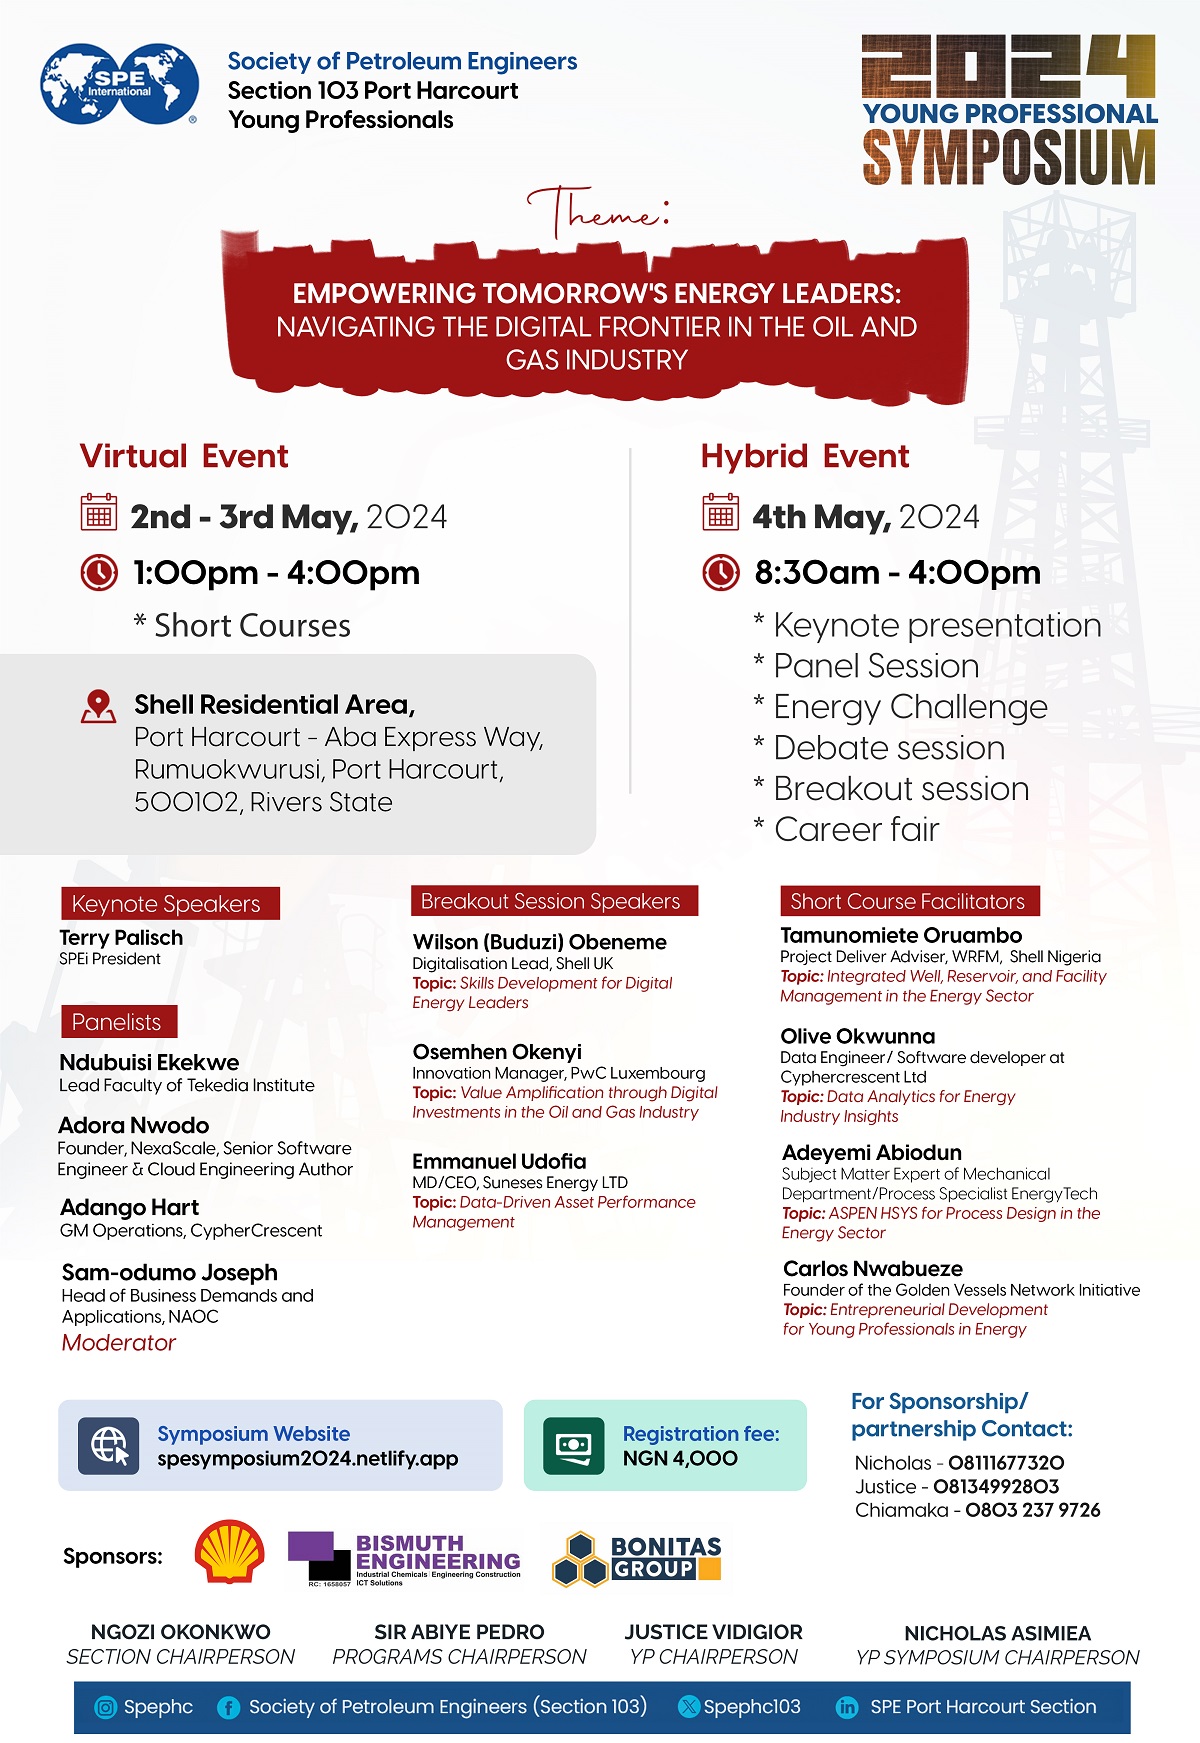 SPE
International
®
Society of Petroleum Engineers
Section 103 Port Harcourt
Young Professionals
2024
YOUNG PROFESSIONAL
SYMPOSIUM
Theme:
EMPOWERING TOMORROW'S ENERGY LEADERS:
NAVIGATING THE DIGITAL FRONTIER IN THE OIL AND
GAS INDUSTRY
Virtual Event
2nd - 3rd May, 2024
1:00pm - 4:00pm
* Short Courses
Shell Residential Area,
Port Harcourt - Aba Express Way,
Rumuokwurusi, Port Harcourt,
500102, Rivers State
Hybrid Event
4th May, 2024
8:30am - 4:00pm
* Keynote presentation
* Panel Session
* Energy Challenge
* Debate session
* Breakout session
* Career fair
Keynote Speakers
Terry Palisch
SPEi President
Panelists
Ndubuisi Ekekwe
Lead Faculty of Tekedia Institute
Adora Nwodo
Founder, NexaScale, Senior Software
Engineer & Cloud Engineering Author
Adango Hart
GM Operations, CypherCrescent
Sam-odumo Joseph
Head of Business Demands and
Applications, NAOC
Moderator
Breakout Session Speakers
Wilson (Buduzi) Obeneme
Digitalisation Lead, Shell UK
Topic: Skills Development for Digital
Energy Leaders
Osemhen Okenyi
Innovation Manager, PwC Luxembourg
Topic: Value Amplification through Digital
Investments in the Oil and Gas Industry
Emmanuel Udofia
MD/CEO, Suneses Energy LTD
Topic: Data-Driven Asset Performance
Management
Short Course Facilitators
Tamunomiete Oruambo
Project Deliver Adviser, WRFM, Shell Nigeria
Topic: Integrated Well, Reservoir, and Facility
Management in the Energy Sector
Olive Okwunna
Data Engineer/ Software developer at
Cyphercrescent Ltd
Topic: Data Analytics for Energy
Industry Insights
Adeyemi Abiodun
Subject Matter Expert of Mechanical
Department/Process Specialist EnergyTech
Topic: ASPEN HSYS for Process Design in the
Energy Sector
Carlos Nwabueze
Founder of the Golden Vessels Network Initiative
Topic: Entrepreneurial Development
for Young Professionals in Energy
Symposium Website
spesymposium2024.netlify.app
Registration fee:
NGN 4,000
For Sponsorship/
partnership Contact:
Nicholas - 08111677320
Justice - 08134992803
Chiamaka - 0803 237 9726
Sponsors:
BISMUTH
ENGINEERING
Industrial Chemicals | Engineering Construction
RC: 1658057 ICT Solutions
BONITAS
GROUP
NGOZI OKONKWO
SECTION CHAIRPERSON
SIR ABIYE PEDRO
PROGRAMS CHAIRPERSON
JUSTICE VIDIGIOR
YP CHAIRPERSON
NICHOLAS ASIMIEA
YP SYMPOSIUM CHAIRPERSON
Spephc
Society of Petroleum Engineers (Section 103)
Spephc103
SPE Port Harcourt Section